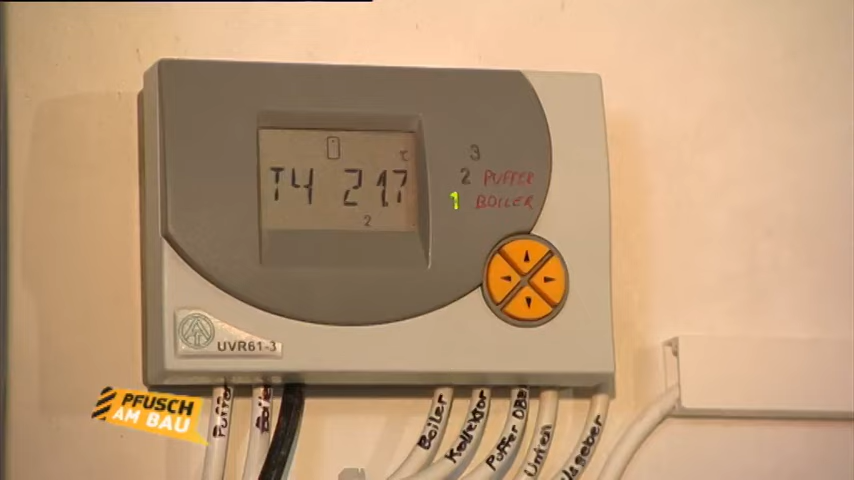 3
°C
2 PUFFER
T4 21.7
1 BOILER
2
UVR61-3
PFUSCH
AM BAU
Puffer
Boiler
Kollektor
Puffer OBEN
Unten